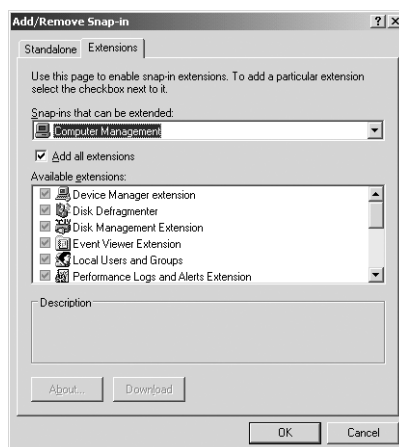 Add/Remove Snap-in
Standalone Extensions
Use this page to enable snap-in extensions. To add a particular extension
select the checkbox next to it.
Snap-ins that can be extended:
Computer Management
Add all extensions
Available extensions:
Device Manager extension
Disk Defragmenter
Disk Management Extension
Event Viewer Extension
Local Users and Groups
Performance Logs and Alerts Extension
Description
About... Download
OK Cancel